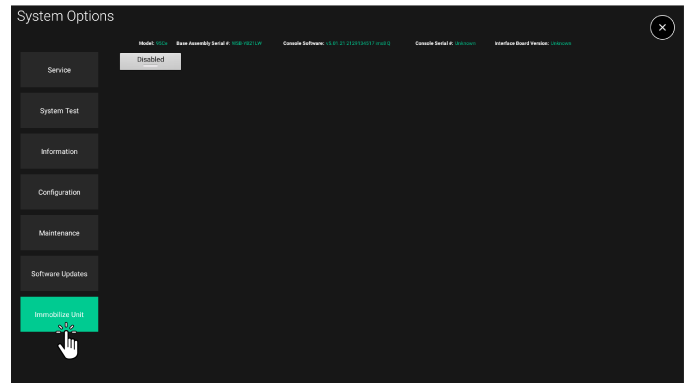 System Options
Model: 95Ce Base Assembly Serial #: Console Software: Console Serial #: Unknown Interface Board Version: Unknown
Disabled
Service
System Test
Information
Configuration
Maintenance
Software Updates
Immobilize Unit